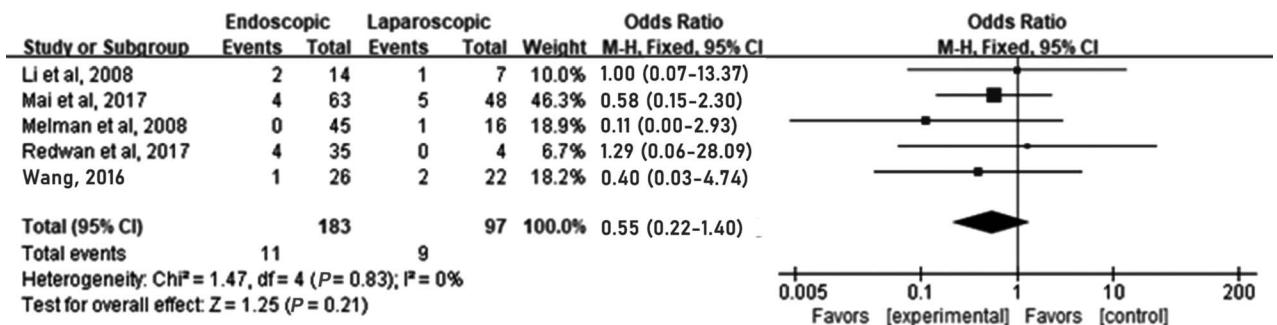 Endoscopic Laparoscopic Odds Ratio Odds Ratio
Study or Subgroup Events Total Events Total Weight M-H, Fixed, 95% CI M-H, Fixed, 95% CI
Li et al, 2008 2 14 1 7 10.0% 1.00 (0.07-13.37)
Mai et al, 2017 4 63 5 48 46.3% 0.58 (0.15-2.30)
Melman et al, 2008 0 45 1 16 18.9% 0.11 (0.00-2.93)
Redwan et al, 2017 4 35 0 4 6.7% 1.29 (0.06-28.09)
Wang, 2016 1 26 2 22 18.2% 0.40 (0.03-4.74)
Total (95% CI) 183 97 100.0% 0.55 (0.22-1.40)
Total events 11 9
Heterogeneity: Chi² = 1.47, df = 4 (P = 0.83); I² = 0%
Test for overall effect: Z = 1.25 (P = 0.21)
0.005 0.1 1 10 200
Favors [experimental] Favors [control]